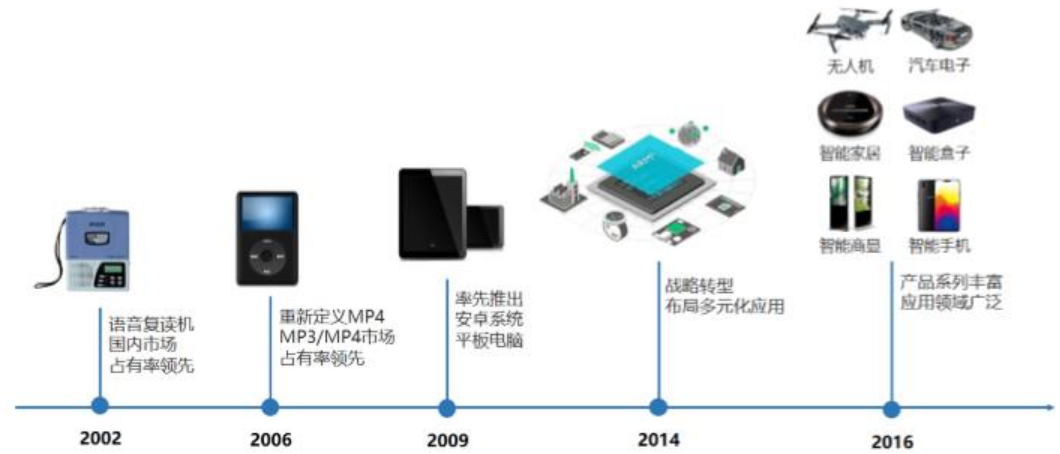 无人机
汽车电子
智能家居
智能盒子
智能商显
智能手机
语音复读机
国内市场
占有率领先
重新定义MP4
MP3/MP4市场
占有率领先
率先推出
安卓系统
平板电脑
ARM
战略转型
布局多元化应用
产品系列丰富
应用领域广泛
2002
2006
2009
2014
2016